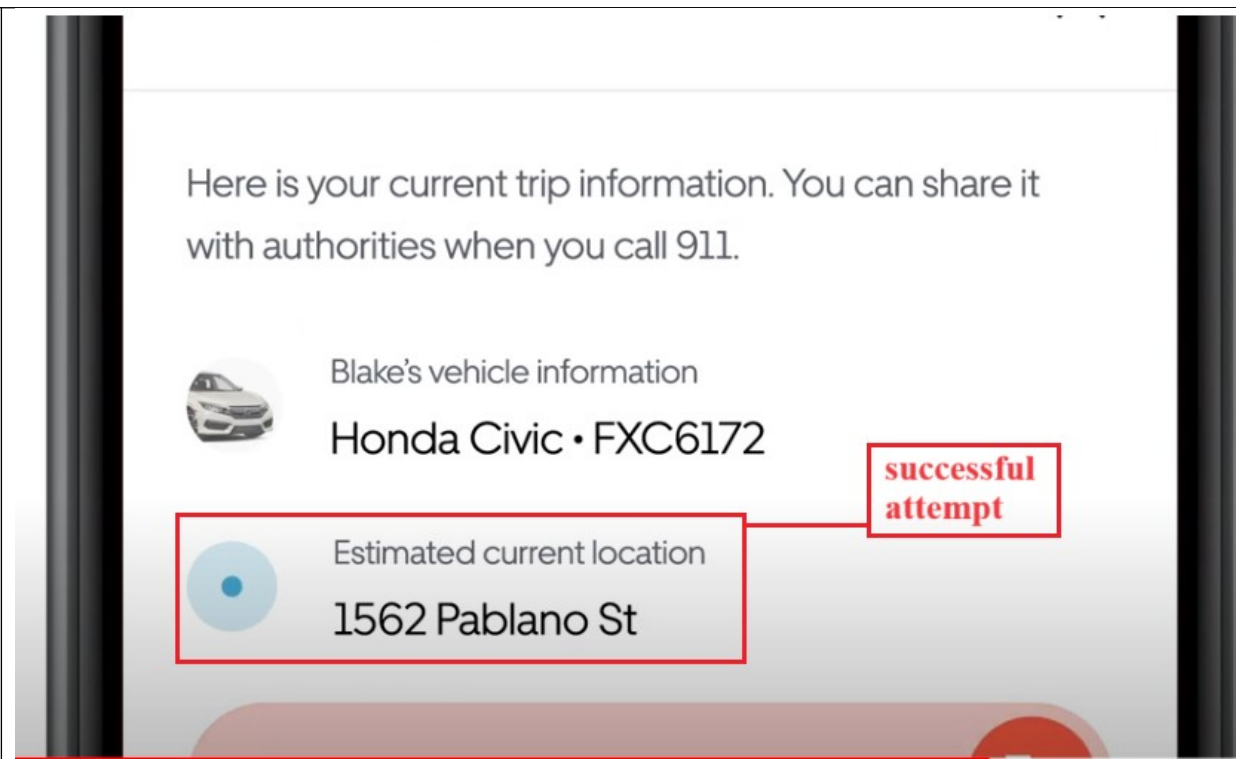 Here is your current trip information. You can share it
with authorities when you call 911.
Blake's vehicle information
Honda Civic • FXC6172
successful
attempt
Estimated current location
1562 Pablano St